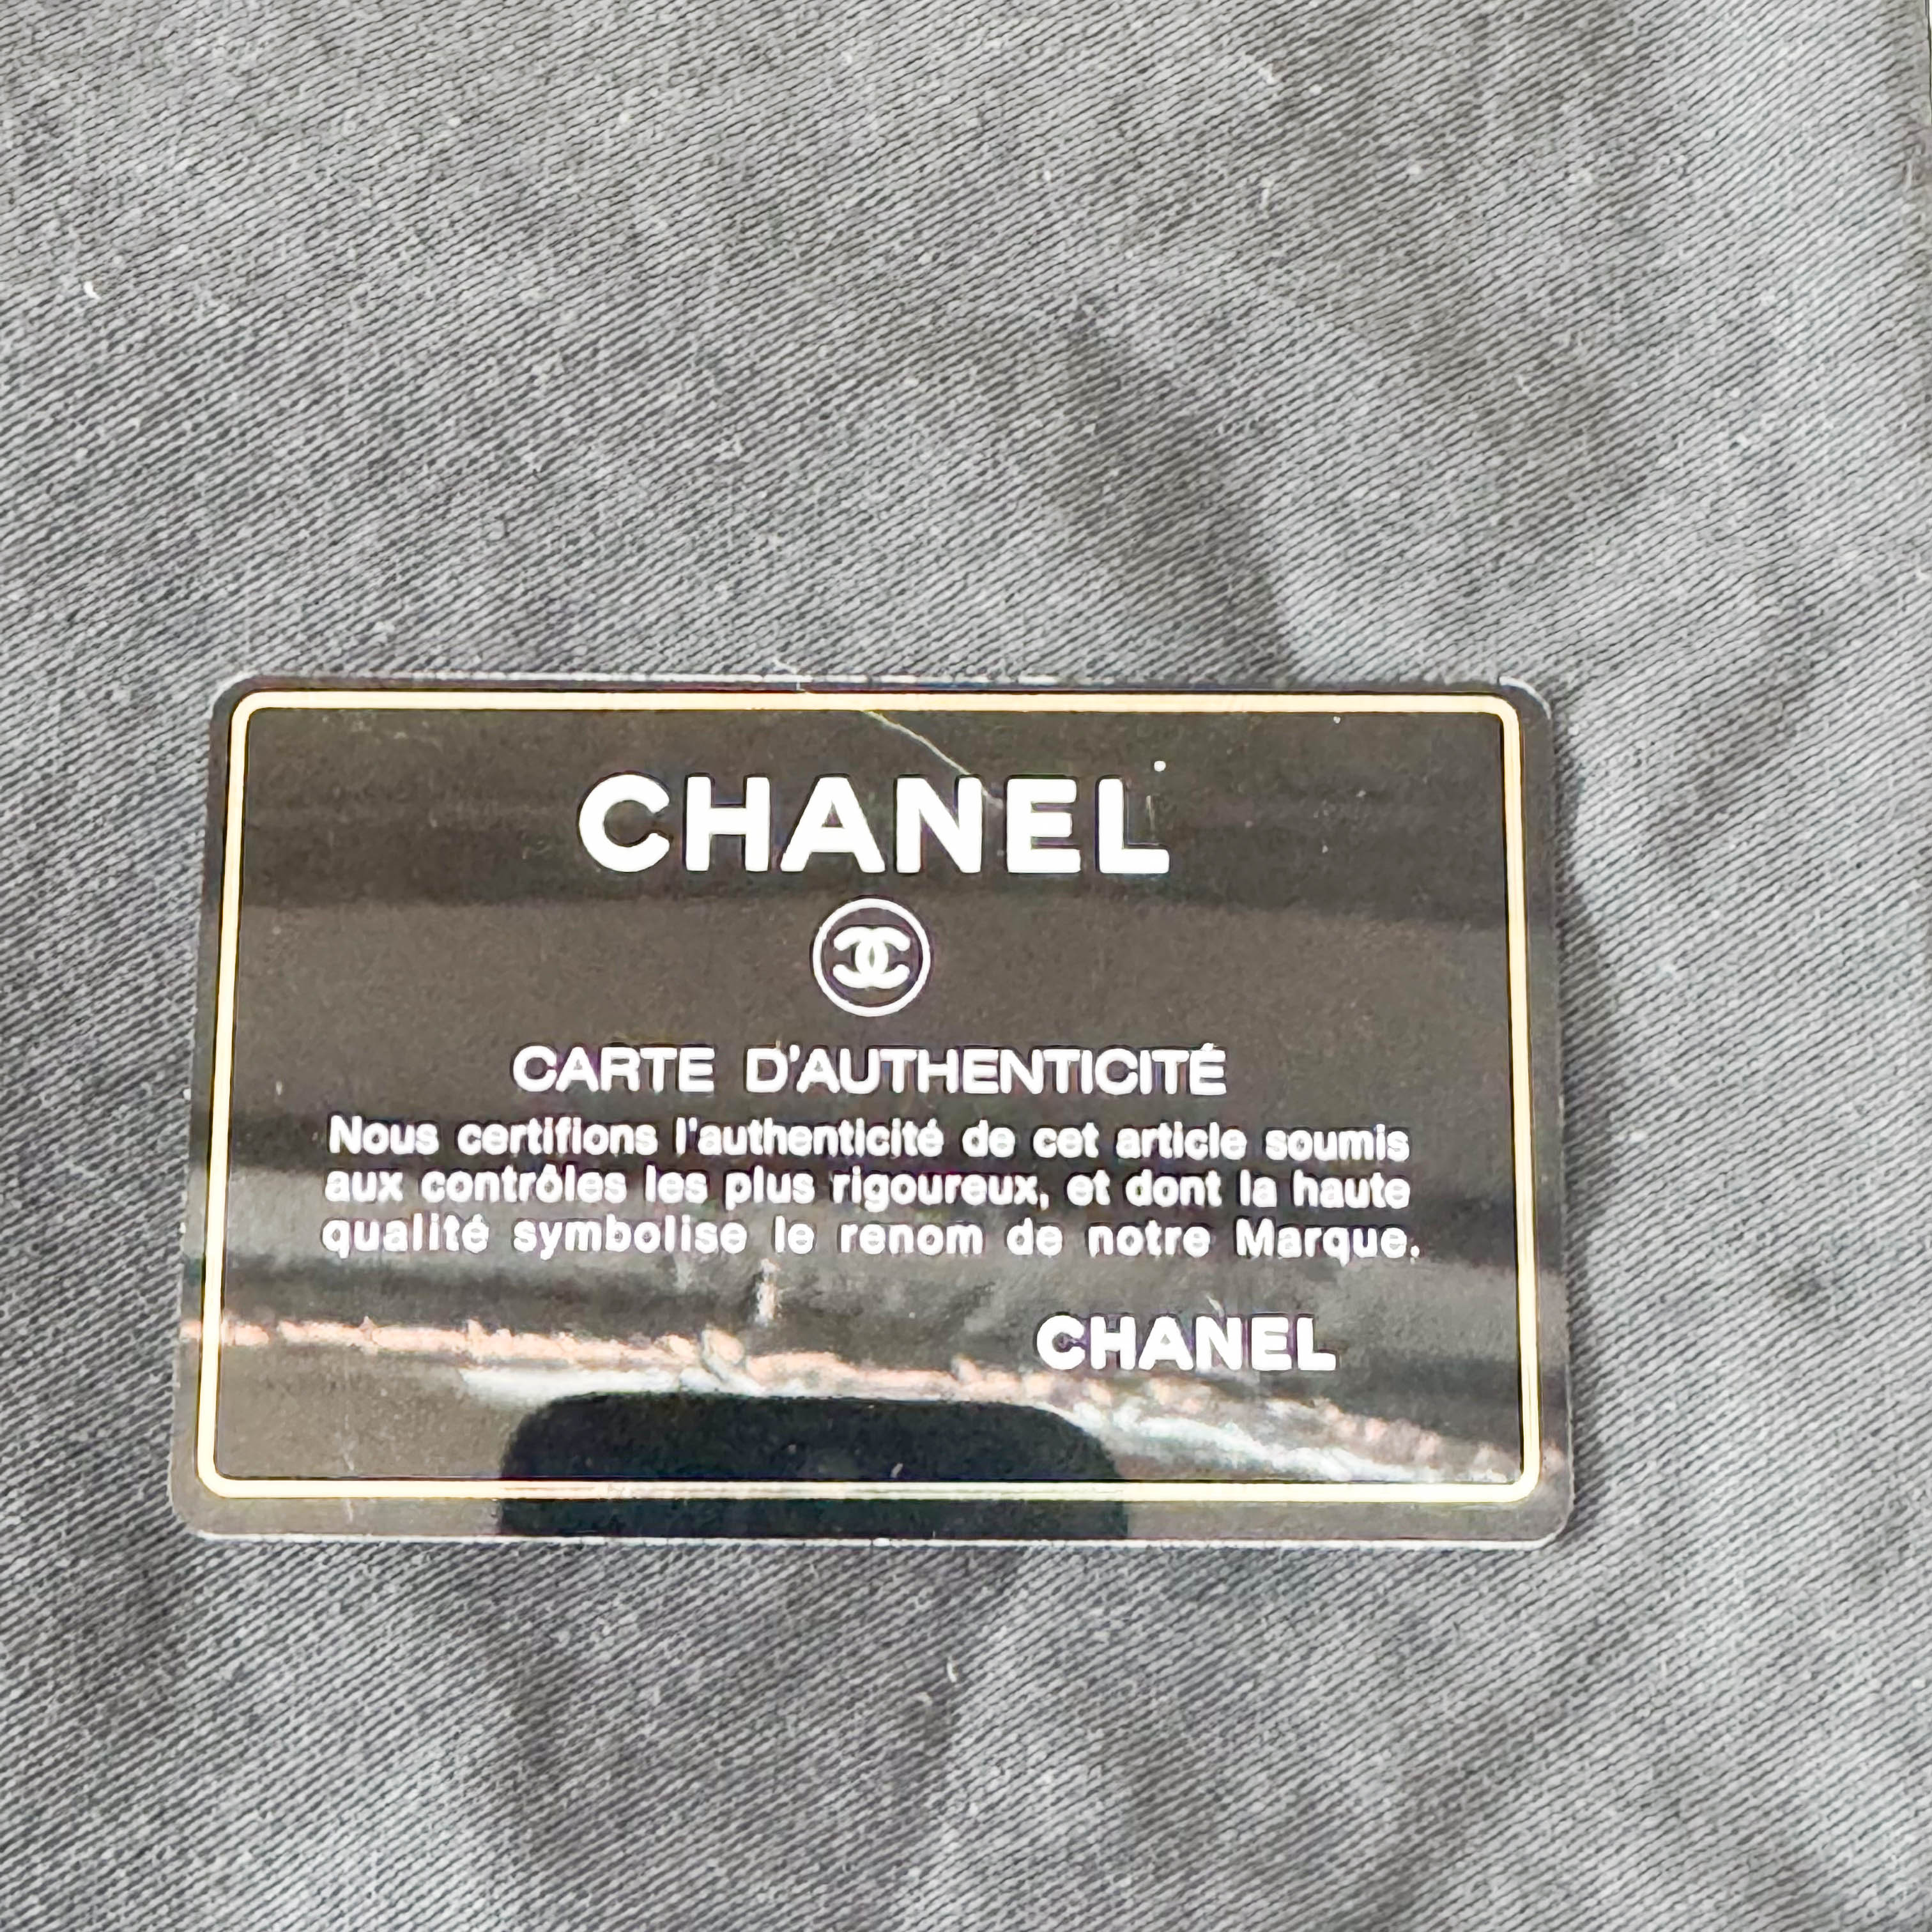 CHANEL
CARTE D'AUTHENTICITÉ
Nous certifions l'authenticité de cet article soumis
aux contrôles les plus rigoureux, et dont la haute
qualité symbolise le renom de notre Marque.
CHANEL